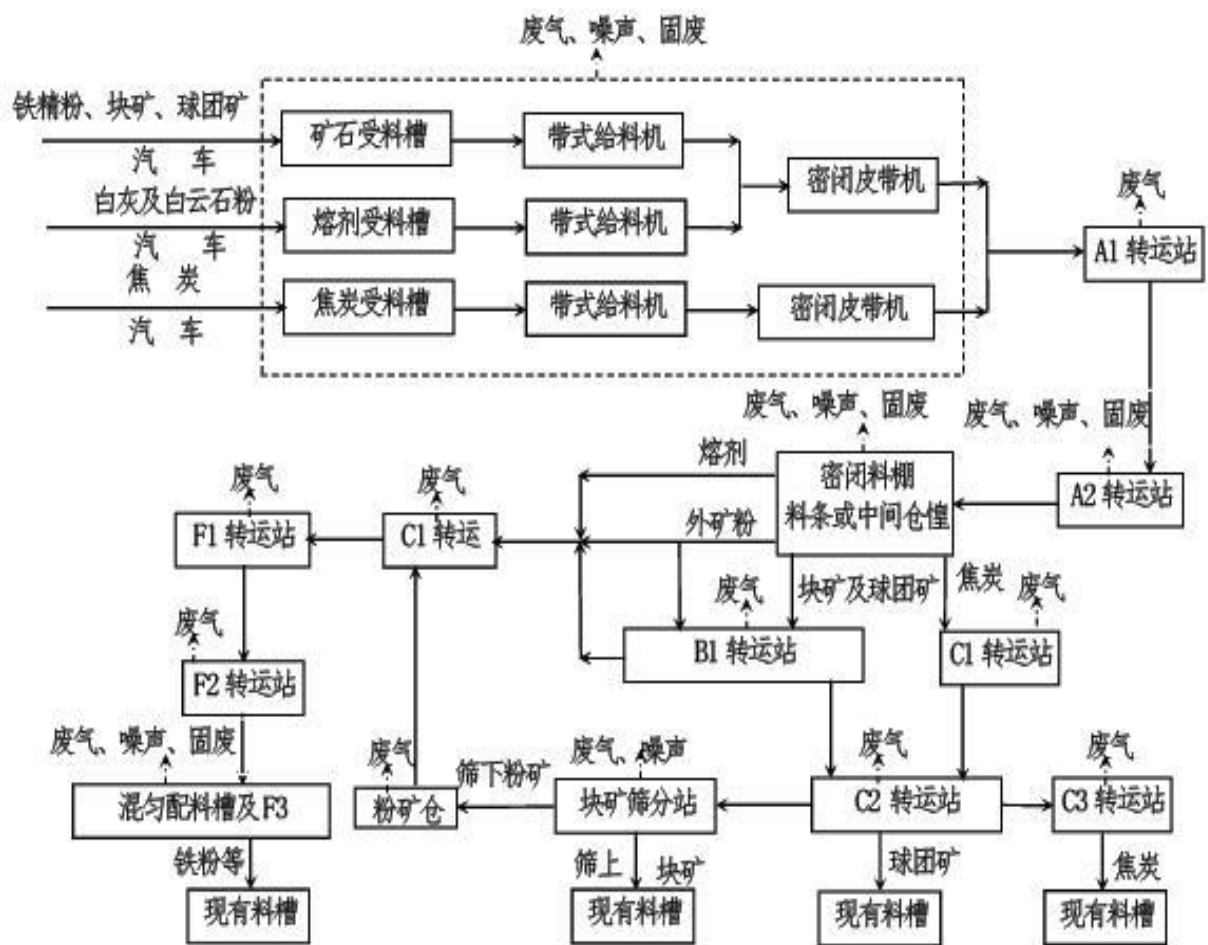 废气、噪声、固废
铁精粉、块矿、球团矿
汽 车
矿石受料槽
带式给料机
密闭皮带机
白灰及白云石粉
汽 车
熔剂受料槽
带式给料机
焦 炭
汽 车
焦炭受料槽
带式给料机
密闭皮带机
废气
A1 转运站
废气、噪声、固废
A2 转运站
废气、噪声、固废
密闭料棚
料条或中间仓惶
熔剂
外矿粉
废气
C1 转运
废气
F1 转运站
块矿及球团矿
焦炭
废气
B1 转运站
废气
C1 转运站
废气
F2 转运站
废气、噪声、固废
混匀配料槽及F3
铁粉等
现有料槽
废气
粉矿仓
筛下粉矿
废气、噪声
块矿筛分站
筛上 块矿
现有料槽
废气
C2 转运站
球团矿
现有料槽
废气
C3 转运站
焦炭
现有料槽